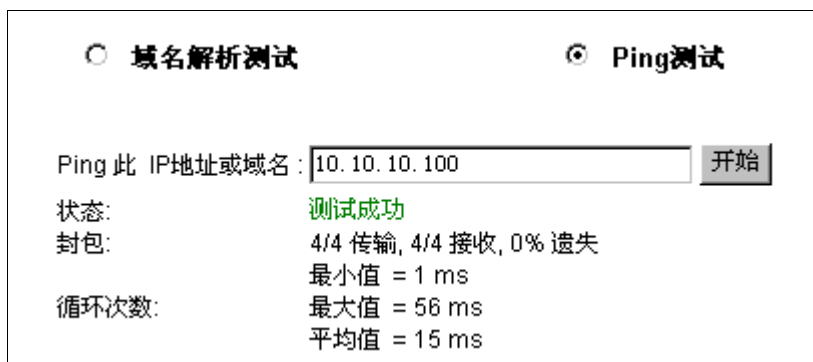 域名解析测试 Ping测试
Ping 此 IP地址或域名 : 10.10.10.100 开始
状态: 测试成功
封包: 4/4 传输, 4/4 接收, 0% 遗失
最小值 = 1 ms
循环次数: 最大值 = 56 ms
平均值 = 15 ms